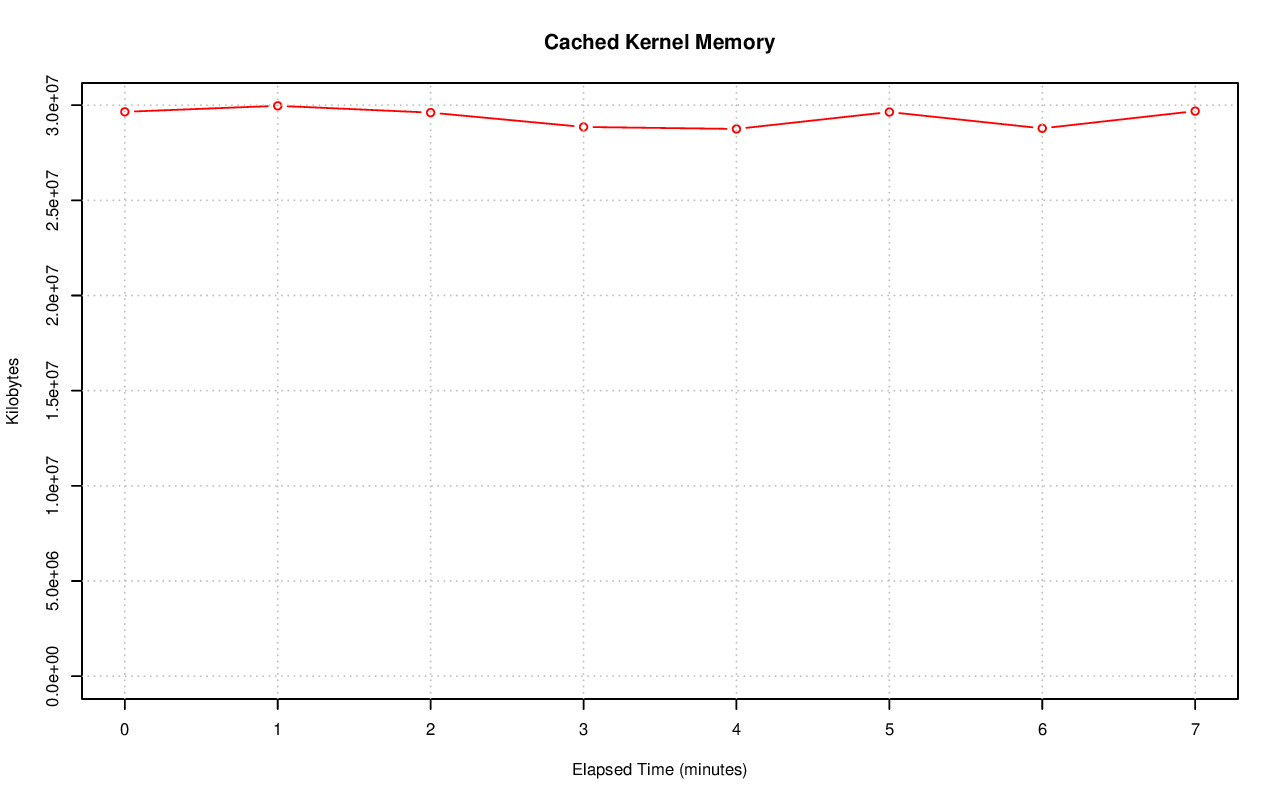 Cached Kernel Memory
Kilobytes
3.0e+07
2.5e+07
2.0e+07
1.5e+07
1.0e+07
5.0e+06
0.0e+00
0 1 2 3 4 5 6 7
Elapsed Time (minutes)